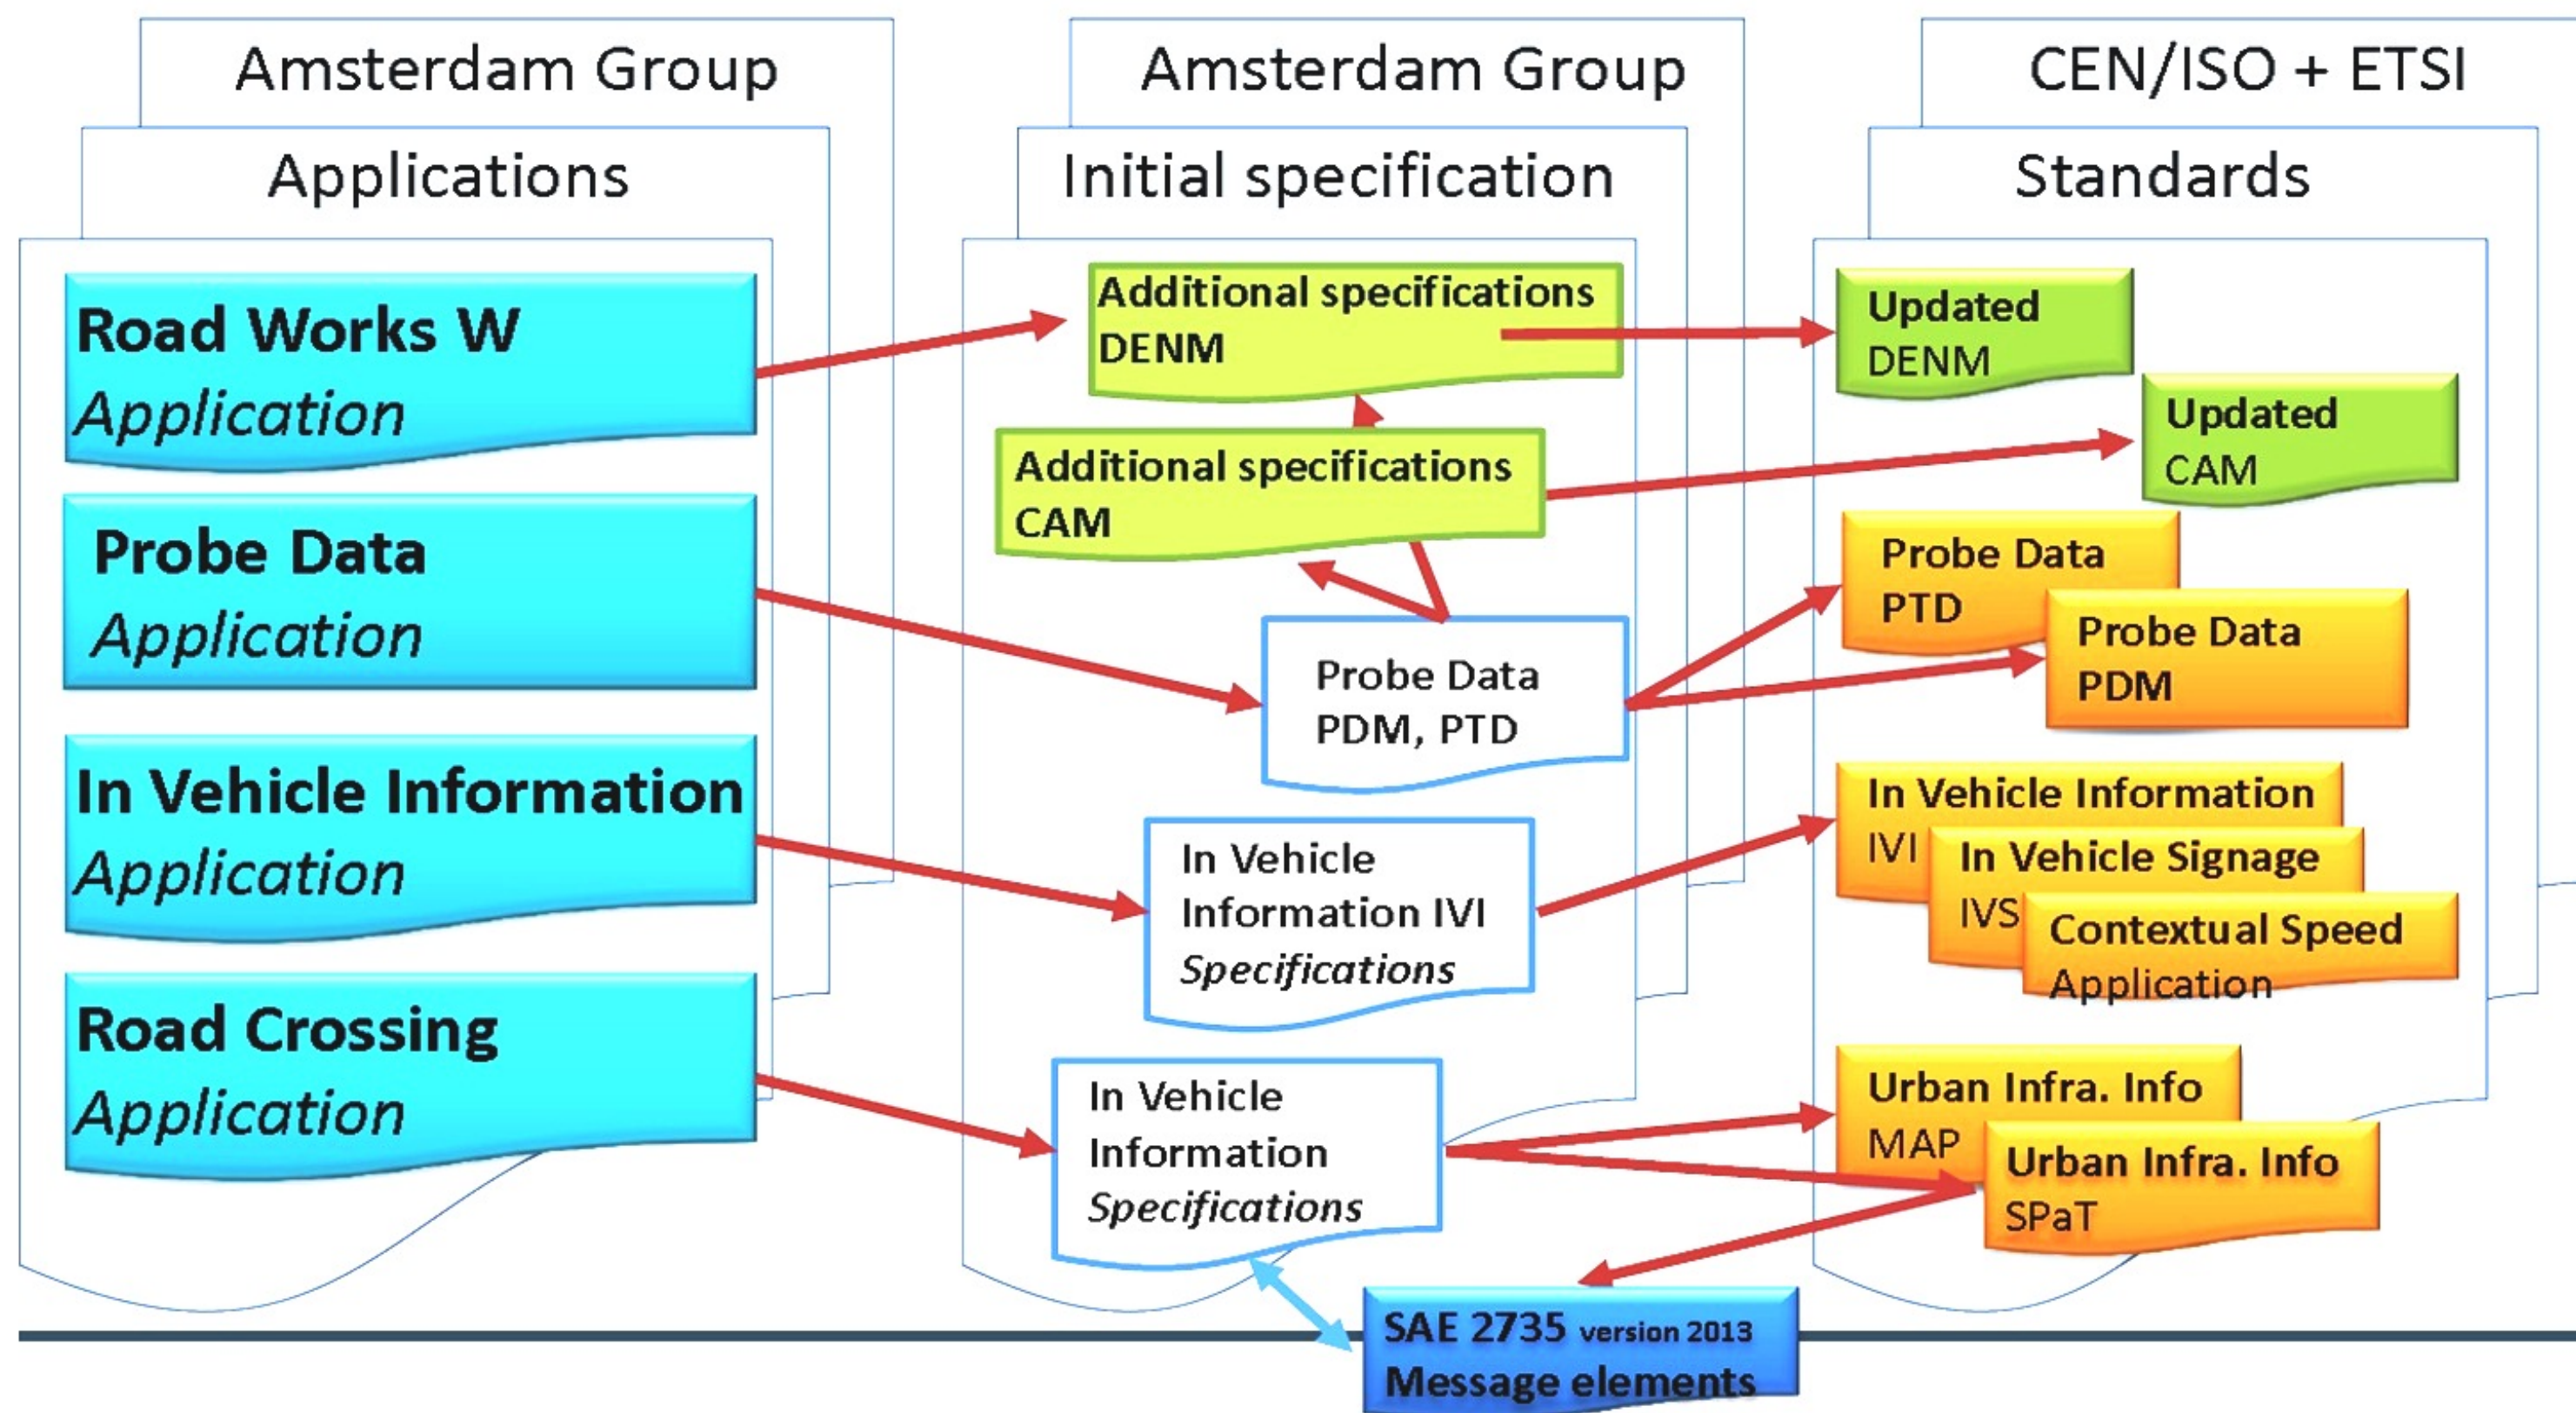 Amsterdam Group
Applications
Road Works W
Application
Probe Data
Application
In Vehicle Information
Application
Road Crossing
Application
Amsterdam Group
Initial specification
Additional specifications
DENM
Additional specifications
CAM
Probe Data
PDM, PTD
In Vehicle
Information IVI
Specifications
In Vehicle
Information
Specifications
SAE 2735 version 2013
Message elements
CEN/ISO + ETSI
Standards
Updated
DENM
Updated
CAM
Probe Data
PTD
Probe Data
PDM
In Vehicle Information
IVI
In Vehicle Signage
IVS
Contextual Speed
Application
Urban Infra. Info
MAP
Urban Infra. Info
SPaT